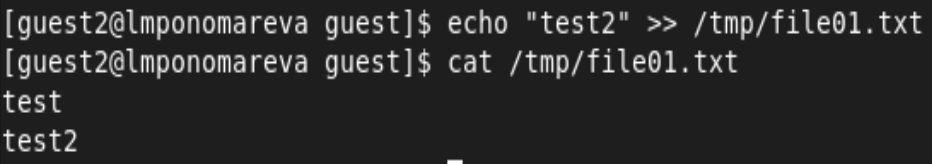 [guest2@lmponomareva guest]$ echo "test2" >> /tmp/file01.txt
[guest2@lmponomareva guest]$ cat /tmp/file01.txt
test
test2